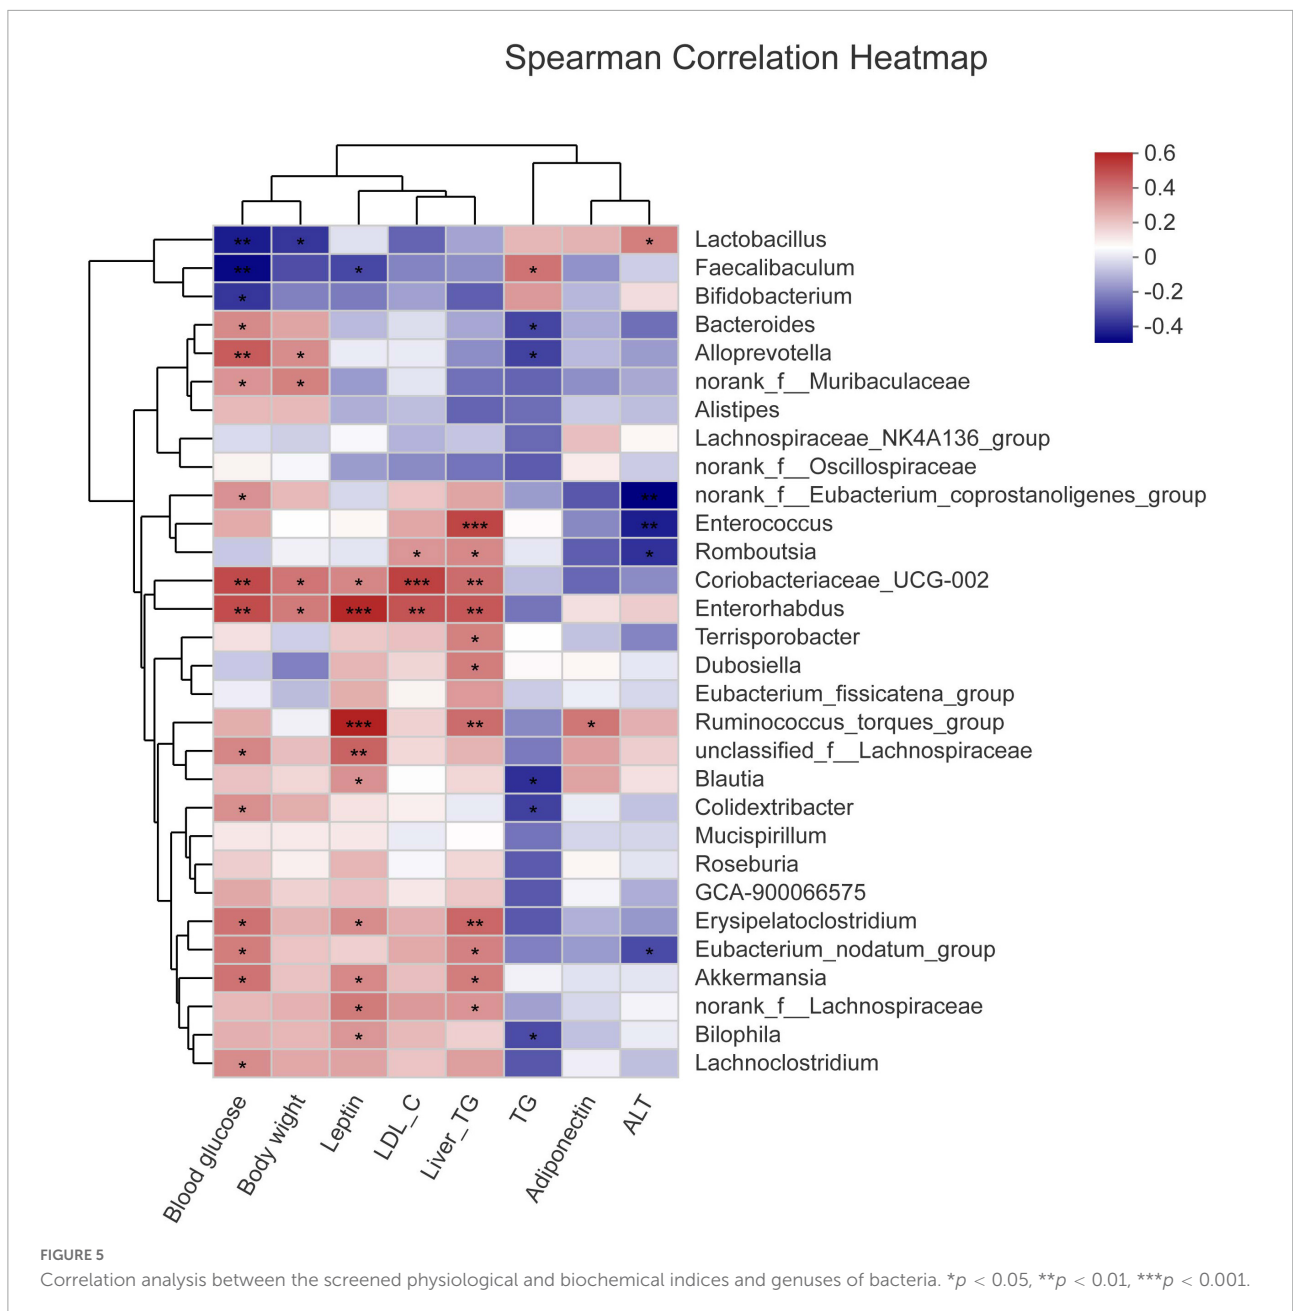 Spearman Correlation Heatmap
0.6
0.4
0.2
0
-0.2
-0.4
** * * Lactobacillus
** * * Faecalibaculum
* Bifidobacterium
* * Bacteroides
** * * Alloprevotella
* * norank_f__Muribaculaceae
Alistipes
Lachnospiraceae_NK4A136_group
norank_f__Oscillospiraceae
* ** norank_f__Eubacterium_coprostanoligenes_group
*** ** Enterococcus
* * * Romboutsia
** * * *** ** Coriobacteriaceae_UCG-002
** * *** ** ** Enterorhabdus
* Terrisporobacter
* Dubosiella
Eubacterium_fissicatena_group
*** ** * Ruminococcus_torques_group
* ** unclassified_f__Lachnospiraceae
* * Blautia
* * Colidextribacter
Mucispirillum
Roseburia
GCA-900066575
* * ** Erysipelatoclostridium
* * * Eubacterium_nodatum_group
* * * Akkermansia
* * norank_f__Lachnospiraceae
* * Bilophila
* Lachnoclostridium
Blood glucose
Body wight
Leptin
LDL_C
Liver_TG
TG
Adiponectin
ALT
FIGURE 5
Correlation analysis between the screened physiological and biochemical indices and genuses of bacteria. *p < 0.05, **p < 0.01, ***p < 0.001.